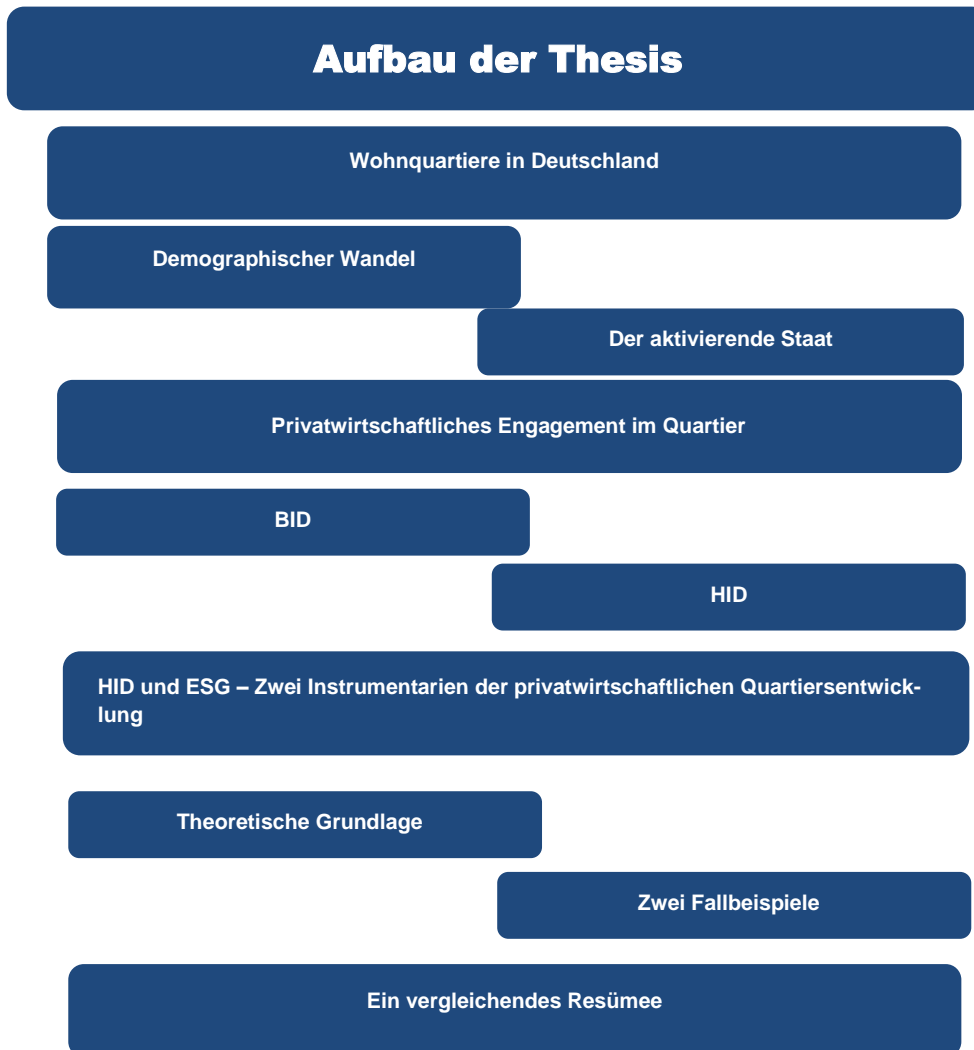 Aufbau der Thesis
Wohnquartiere in Deutschland
Demographischer Wandel
Der aktivierende Staat
Privatwirtschaftliches Engagement im Quartier
BID
HID
HID und ESG – Zwei Instrumentarien der privatwirtschaftlichen Quartiersentwick-
lung
Theoretische Grundlage
Zwei Fallbeispiele
Ein vergleichendes Resümee